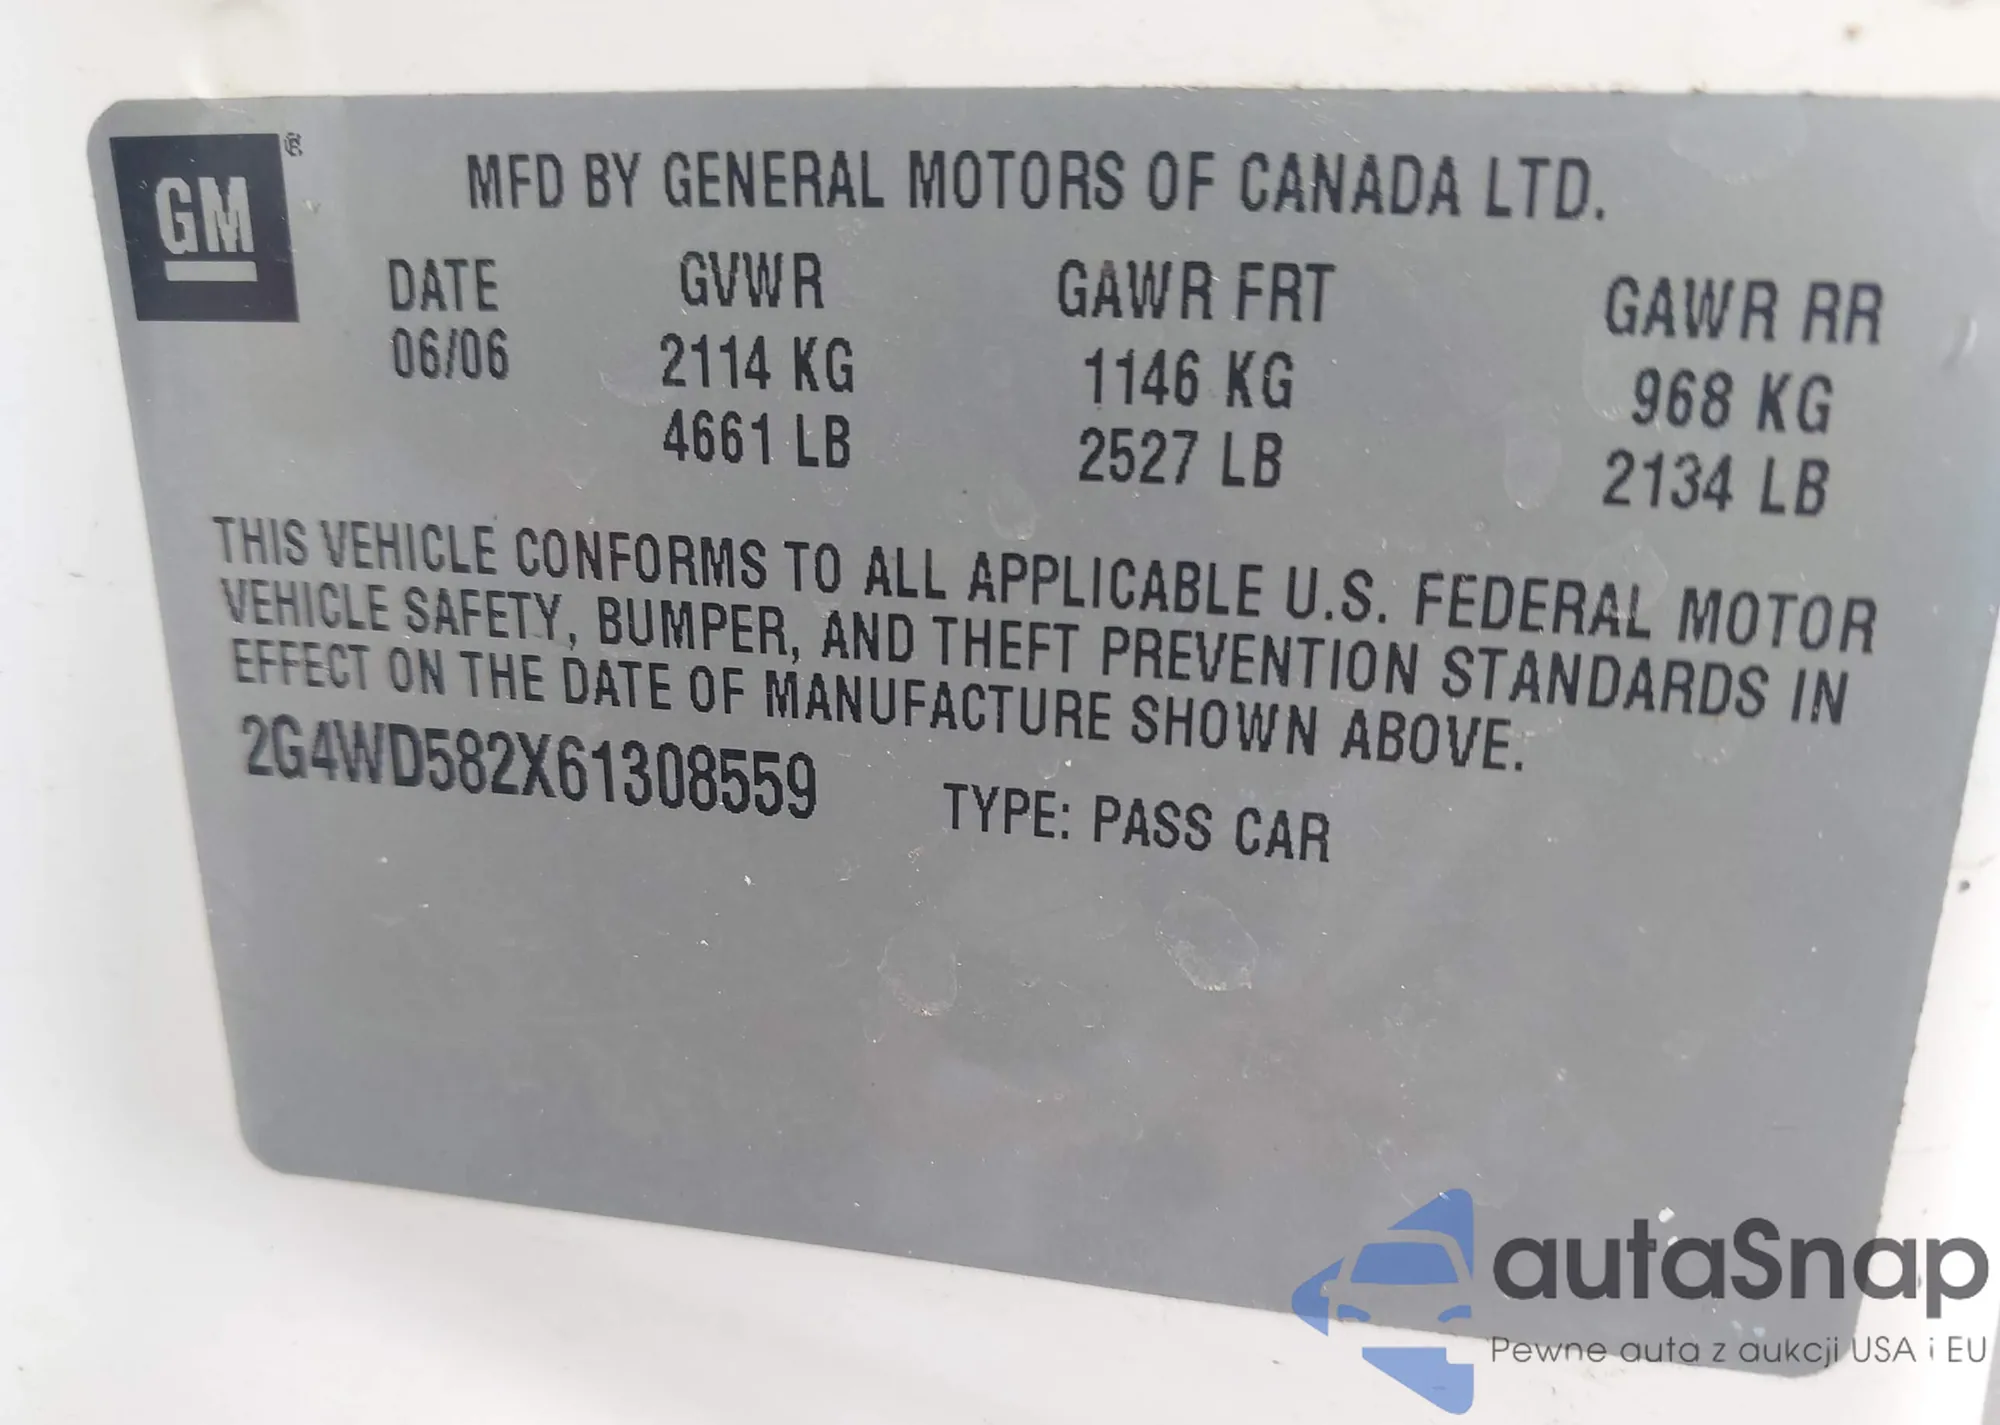 GM ®
MFD BY GENERAL MOTORS OF CANADA LTD.
DATE GVWR GAWR FRT GAWR RR
06/06 2114 KG 1146 KG 968 KG
4661 LB 2527 LB 2134 LB
THIS VEHICLE CONFORMS TO ALL APPLICABLE U.S. FEDERAL MOTOR
VEHICLE SAFETY, BUMPER, AND THEFT PREVENTION STANDARDS IN
EFFECT ON THE DATE OF MANUFACTURE SHOWN ABOVE.
2G4WD582X61308559 TYPE: PASS CAR
autaSnap
Pewne auta z aukcji USA i EU